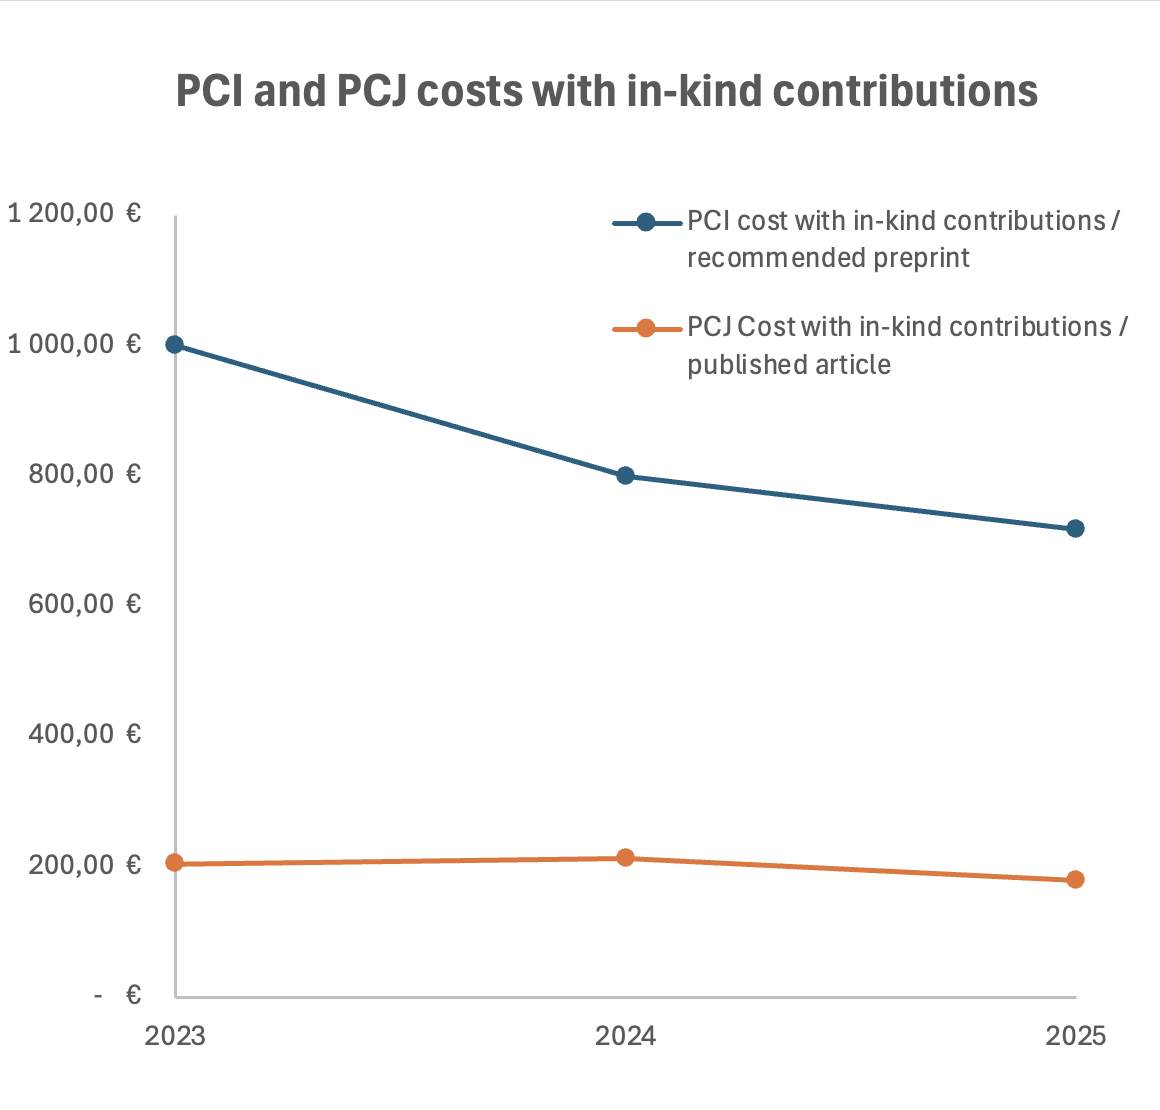 PCI and PCJ costs with in-kind contributions
1 200,00 €
PCI cost with in-kind contributions /
recommended preprint
PCJ Cost with in-kind contributions /
published article
1 000,00 €
800,00 €
600,00 €
400,00 €
200,00 €
- €
2023
2024
2025